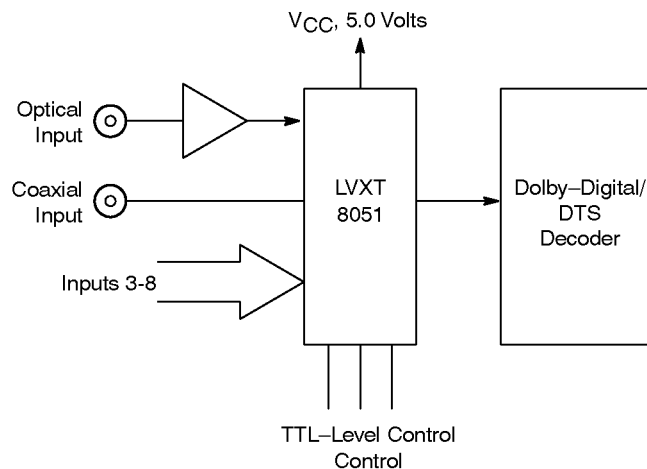 VCC, 5.0 Volts
Optical
Input
Coaxial
Input
Inputs 3-8
LVXT
8051
Dolby–Digital/
DTS
Decoder
TTL–Level Control
Control